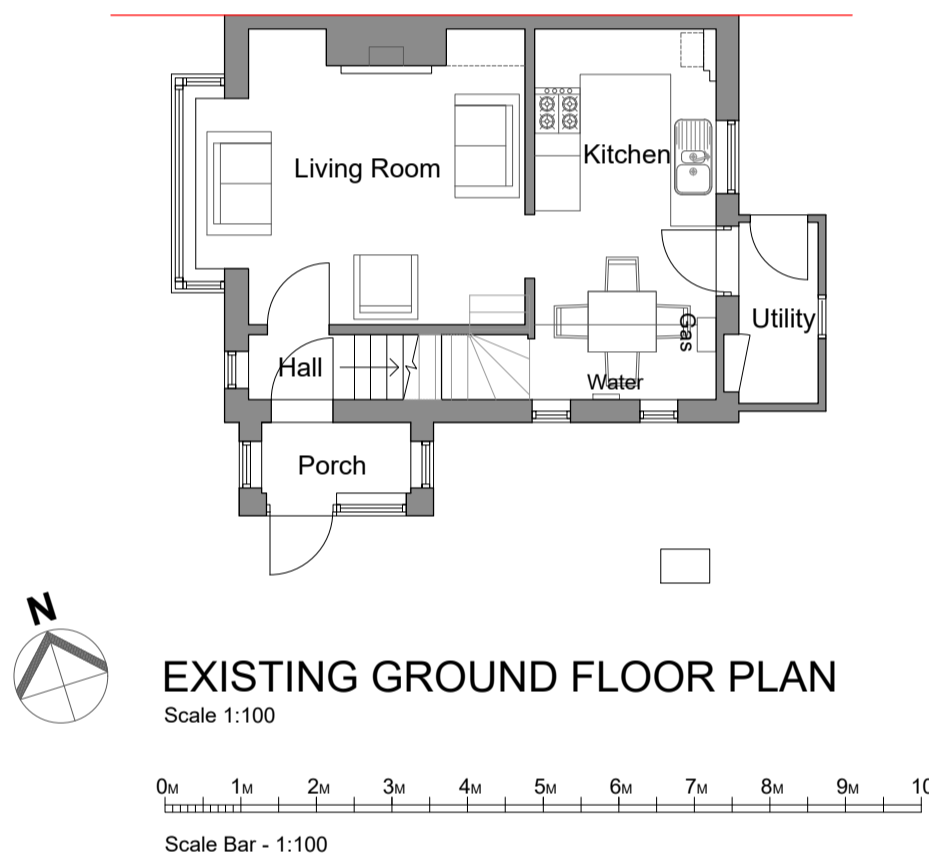 Living Room
Kitchen
Utility
Gas
Hall
Water
Porch
N
EXISTING GROUND FLOOR PLAN
Scale 1:100
0M 1M 2M 3M 4M 5M 6M 7M 8M 9M 10
Scale Bar - 1:100